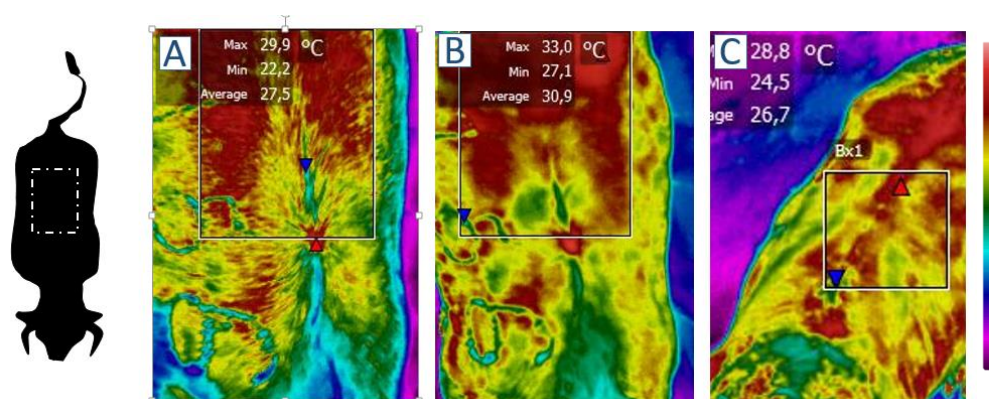 A
Max 29,9 °C
Min 22,2
Average 27,5
B
Max 33,0 °C
Min 27,1
Average 30,9
C
M 28,8 °C
Min 24,5
age 26,7
Bx1